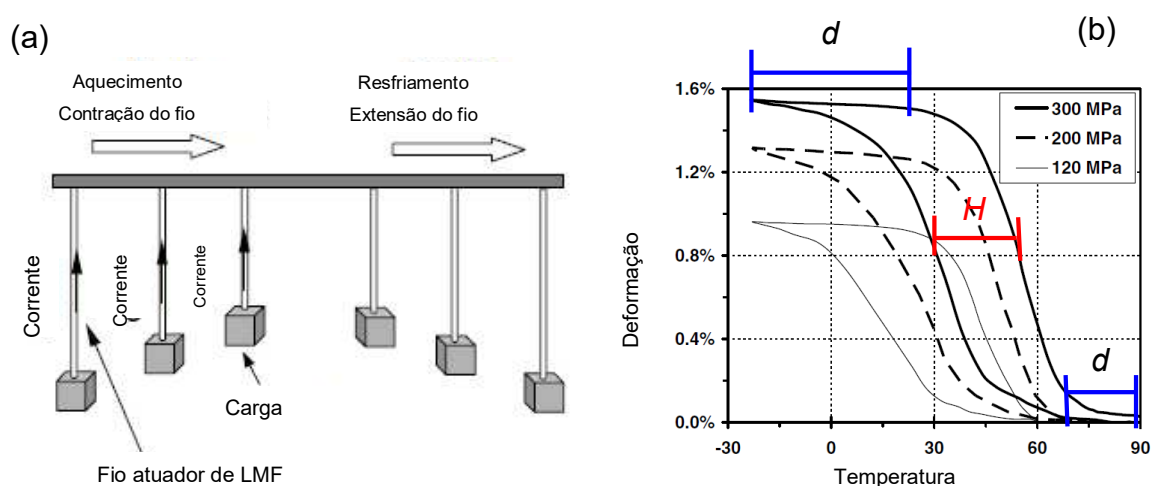 (a)
Aquecimento
Contração do fio
Resfriamento
Extensão do fio
Corrente
Corrente
Corrente
Carga
Fio atuador de LMF
(b)
d
1.6%
1.2%
0.8%
0.4%
0.0%
Deformação
300 MPa
200 MPa
120 MPa
H
d
-30
0
30
60
90
Temperatura